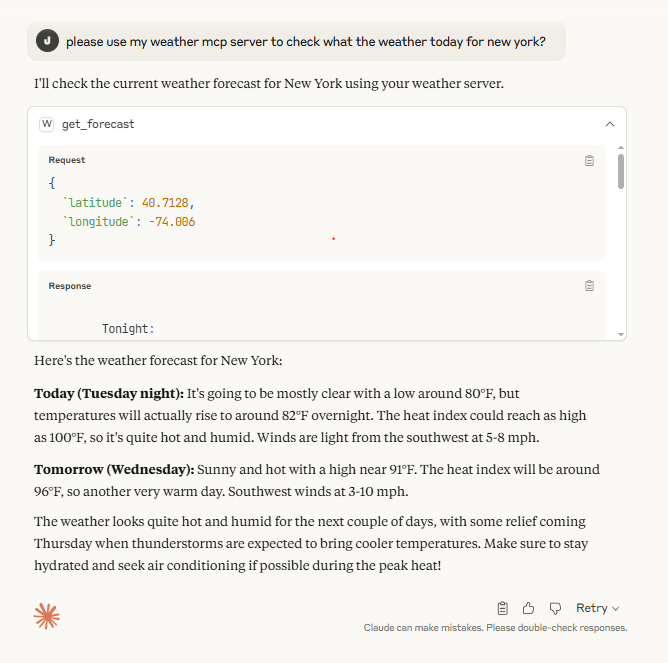 J please use my weather mcp server to check what the weather today for new york?
I'll check the current weather forecast for New York using your weather server.
W get_forecast
Request
{
`latitude`: 40.7128,
`longitude`: -74.006
}
Response
Tonight:
Here's the weather forecast for New York:
Today (Tuesday night): It's going to be mostly clear with a low around 80°F, but
temperatures will actually rise to around 82°F overnight. The heat index could reach as high
as 100°F, so it's quite hot and humid. Winds are light from the southwest at 5-8 mph.
Tomorrow (Wednesday): Sunny and hot with a high near 91°F. The heat index will be around
96°F, so another very warm day. Southwest winds at 3-10 mph.
The weather looks quite hot and humid for the next couple of days, with some relief coming
Thursday when thunderstorms are expected to bring cooler temperatures. Make sure to stay
hydrated and seek air conditioning if possible during the peak heat!
Retry
Claude can make mistakes. Please double-check responses.